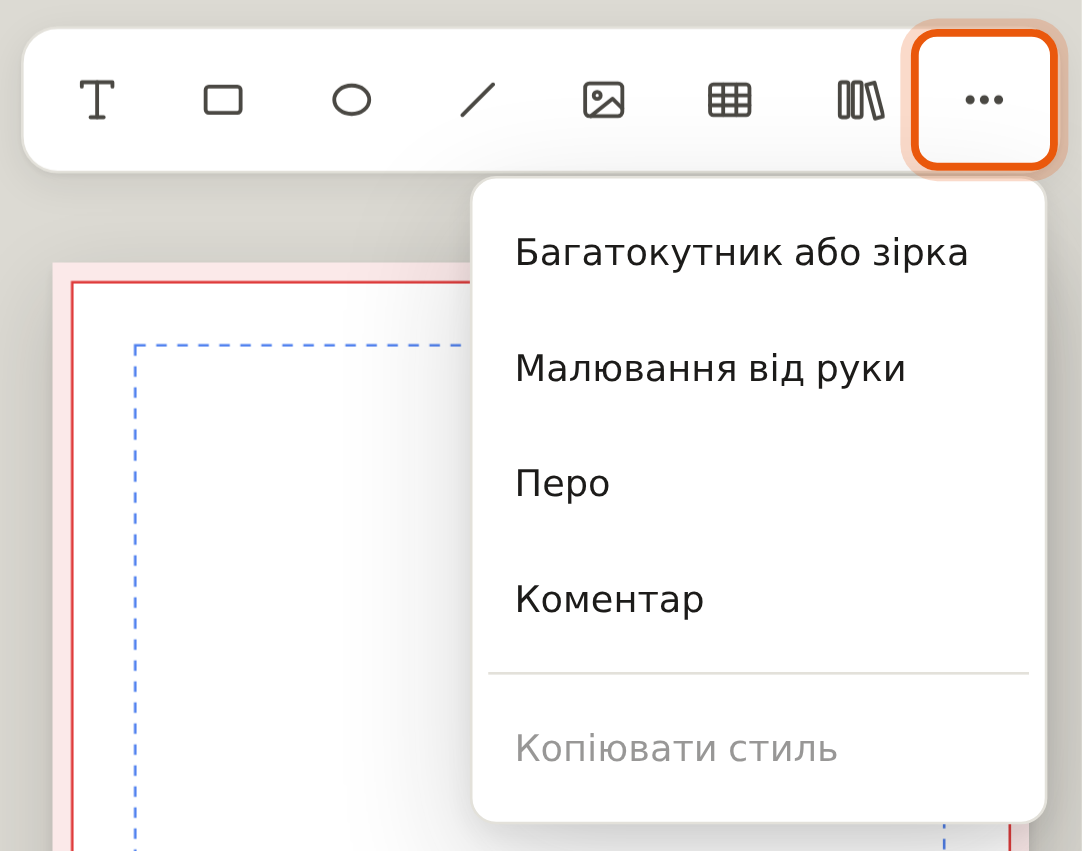 Багатокутник або зірка
Малювання від руки
Перо
Коментар
Копіювати стиль